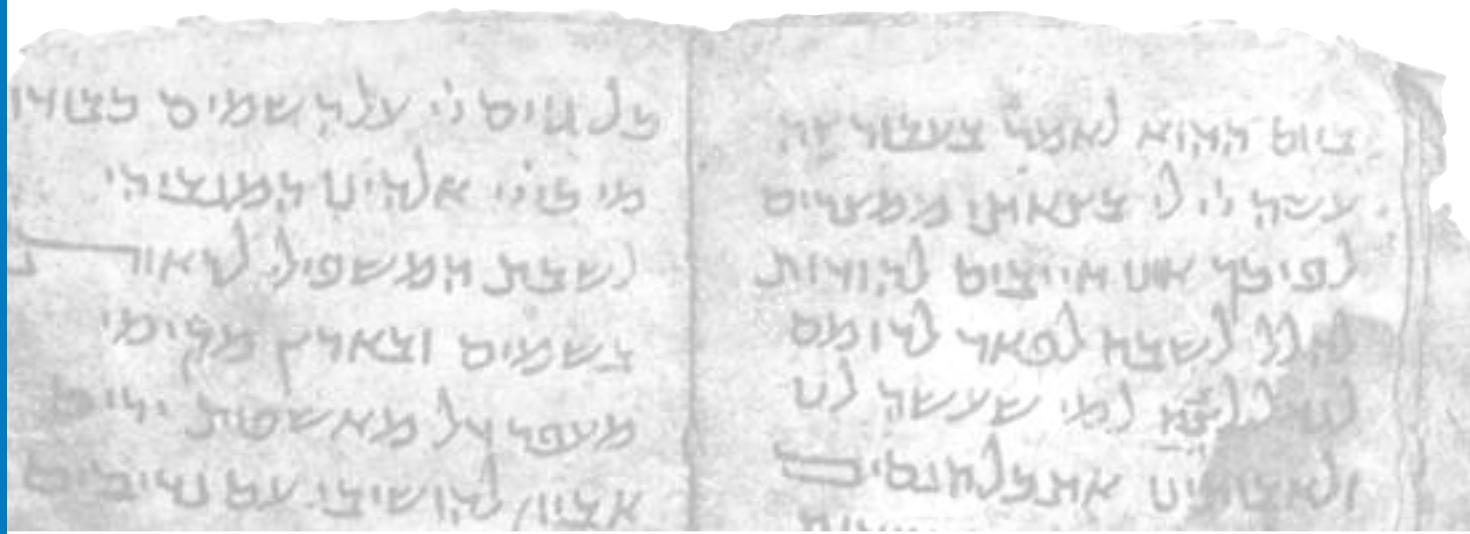 ביום ההוא לאמר בעבור זה
עשה יי לי בצאתי ממצרים
לפיכך אנו חייבים להודות
להלל לשבח לפאר לרומם
למי שעשה לנו
ולאבותינו את כל הנסים
כל גוים יי על השמים כבודו
מי כיי אלהינו המגביהי
לשבת המשפילי לראות
בשמים ובארץ מקימי
מעפר דל מאשפות ירים
אביון להושיבי עם נדיבים